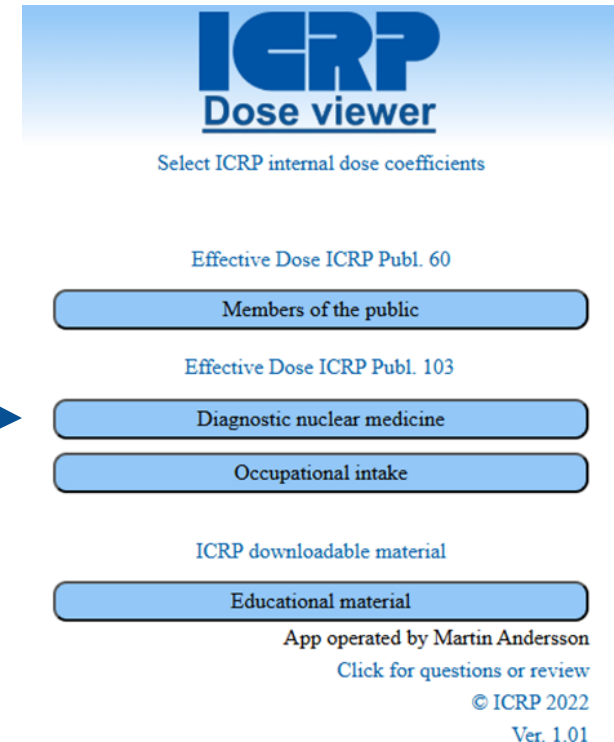 ICRP
Dose viewer
Select ICRP internal dose coefficients
Effective Dose ICRP Publ. 60
Members of the public
Effective Dose ICRP Publ. 103
Diagnostic nuclear medicine
Occupational intake
ICRP downloadable material
Educational material
App operated by Martin Andersson
Click for questions or review
© ICRP 2022
Ver. 1.01